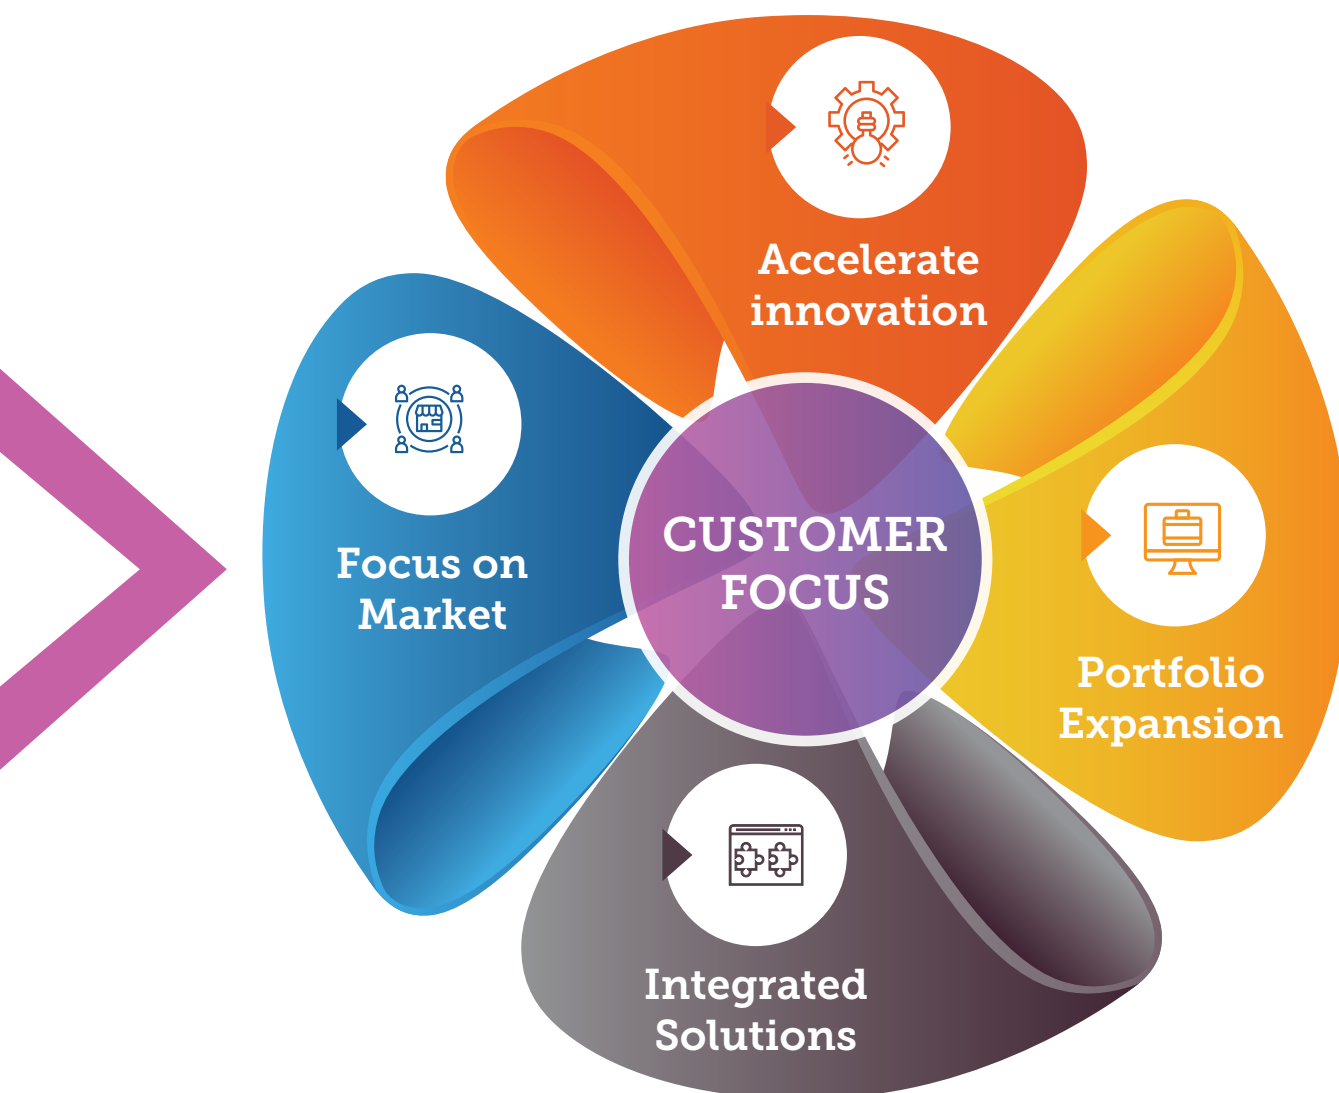 Accelerate
innovation
Focus on
Market
CUSTOMER
FOCUS
Portfolio
Expansion
Integrated
Solutions